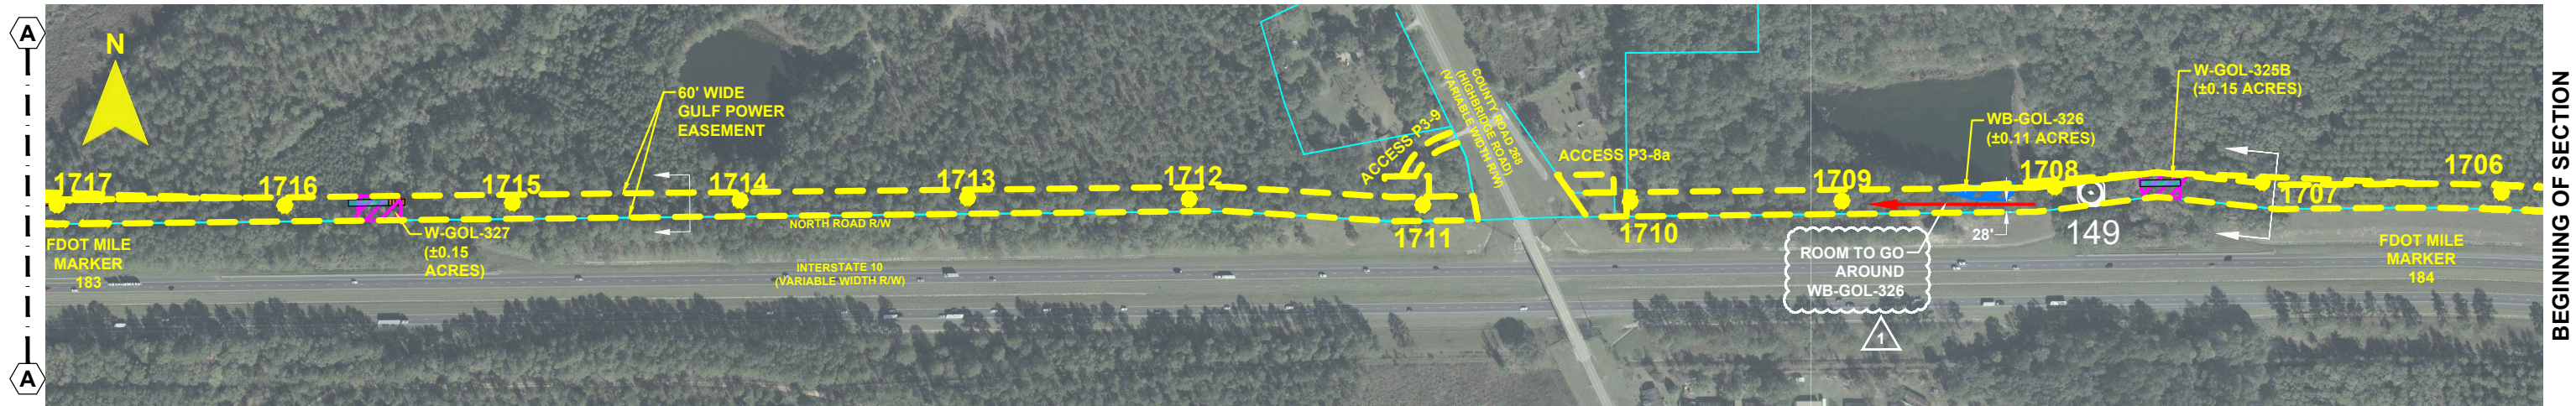 A
A
N
1717
1716
1715
1714
1713
1712
1711
1710
1709
1708
1707
1706
60' WIDE
GULF POWER
EASEMENT
W-GOL-327
(±0.15
ACRES)
FDOT MILE
MARKER
183
NORTH ROAD R/W
INTERSTATE 10
(VARIABLE WIDTH R/W)
ACCESS P3-9
COUNTY ROAD 268
(HIGHBRIDGE ROAD)
(VARIABLE WIDTH R/W)
ACCESS P3-8a
WB-GOL-326
(±0.11 ACRES)
W-GOL-325B
(±0.15 ACRES)
28'
149
ROOM TO GO
AROUND
WB-GOL-326
1
FDOT MILE
MARKER
184
BEGINNING OF SECTION